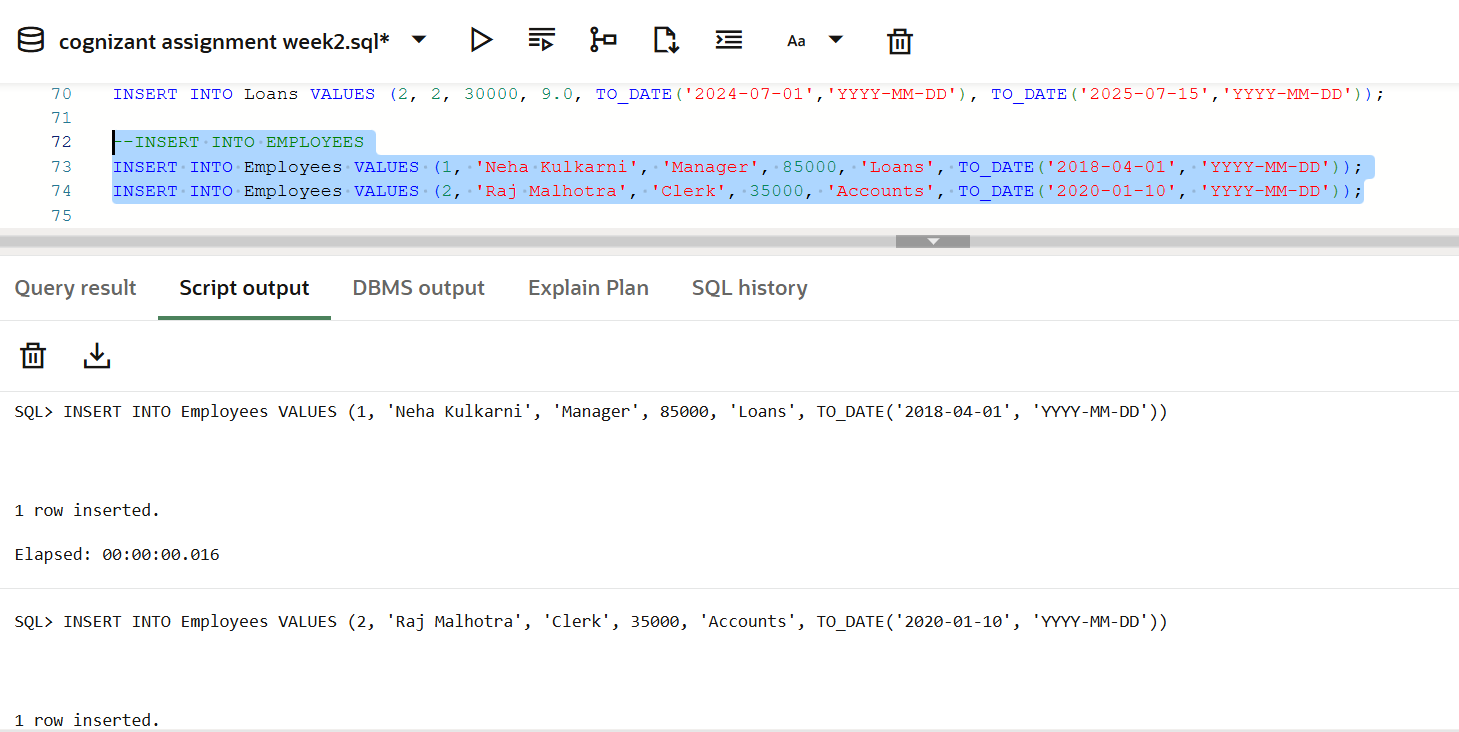 cognizant assignment week2.sql*
Aa
70 INSERT INTO Loans VALUES (2, 2, 30000, 9.0, TO_DATE('2024-07-01','YYYY-MM-DD'), TO_DATE('2025-07-15','YYYY-MM-DD'));
71
72 --INSERT INTO EMPLOYEES
73 INSERT INTO Employees VALUES (1, 'Neha Kulkarni', 'Manager', 85000, 'Loans', TO_DATE('2018-04-01', 'YYYY-MM-DD'));
74 INSERT INTO Employees VALUES (2, 'Raj Malhotra', 'Clerk', 35000, 'Accounts', TO_DATE('2020-01-10', 'YYYY-MM-DD'));
75
Query result Script output DBMS output Explain Plan SQL history
SQL> INSERT INTO Employees VALUES (1, 'Neha Kulkarni', 'Manager', 85000, 'Loans', TO_DATE('2018-04-01', 'YYYY-MM-DD'))
1 row inserted.
Elapsed: 00:00:00.016
SQL> INSERT INTO Employees VALUES (2, 'Raj Malhotra', 'Clerk', 35000, 'Accounts', TO_DATE('2020-01-10', 'YYYY-MM-DD'))
1 row inserted.